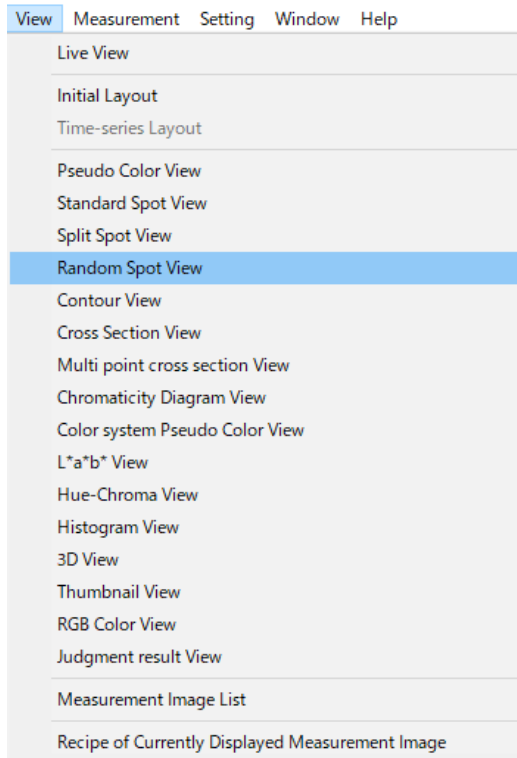 View Measurement Setting Window Help
Live View
Initial Layout
Time-series Layout
Pseudo Color View
Standard Spot View
Split Spot View
Random Spot View
Contour View
Cross Section View
Multi point cross section View
Chromaticity Diagram View
Color system Pseudo Color View
L*a*b* View
Hue-Chroma View
Histogram View
3D View
Thumbnail View
RGB Color View
Judgment result View
Measurement Image List
Recipe of Currently Displayed Measurement Image